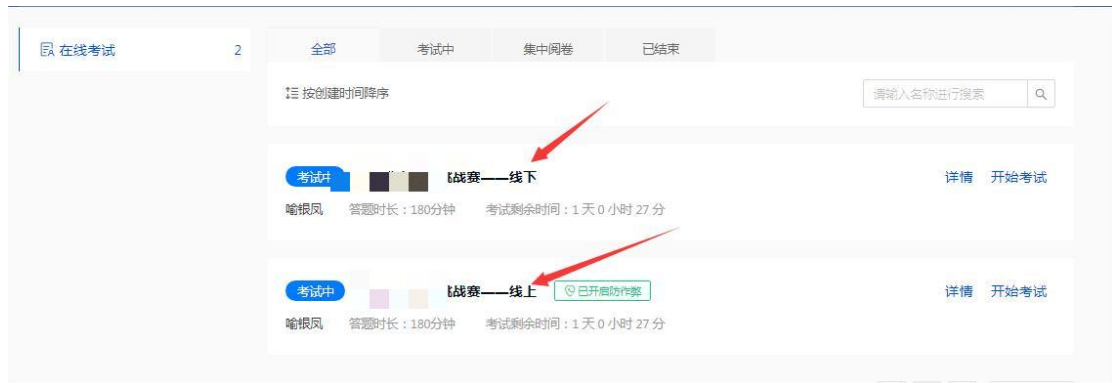 在线考试 2
全部 考试中 集中阅卷 已结束
按创建时间降序 请输入名称进行搜索
考试中 战赛——线下 详情 开始考试
喻银凤 答题时长：180分钟 考试剩余时间：1 天 0 小时 27 分
考试中 战赛——线上 已开启防作弊 详情 开始考试
喻银凤 答题时长：180分钟 考试剩余时间：1 天 0 小时 27 分